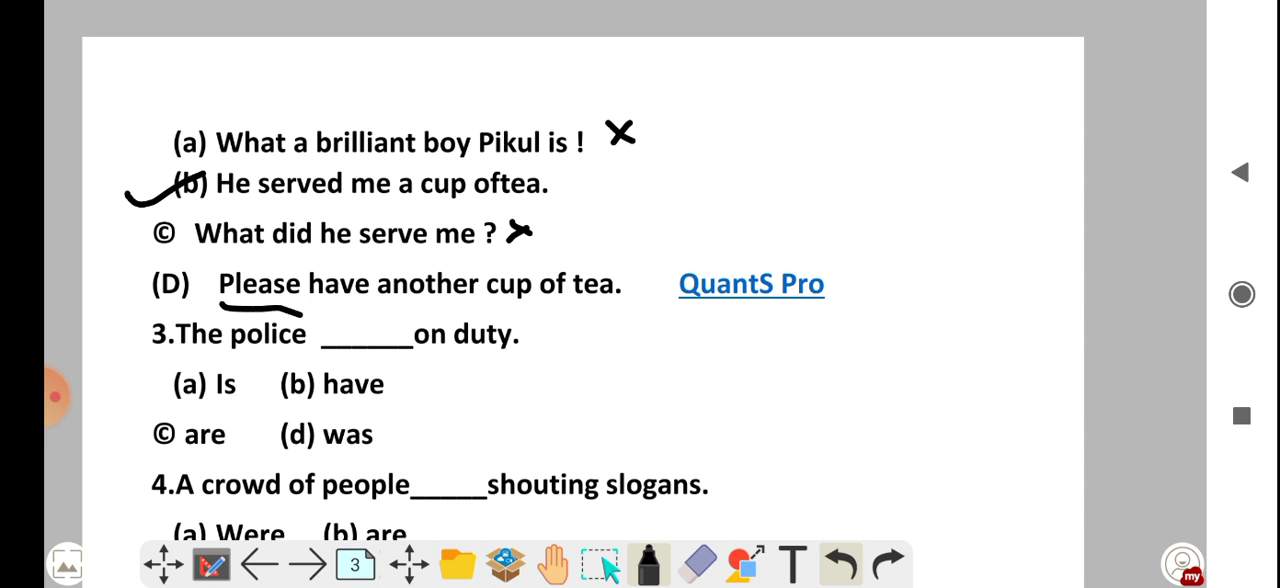 (a) What a brilliant boy Pikul is !
(b) He served me a cup oftea.
© What did he serve me ?
(D) Please have another cup of tea. QuantS Pro
3.The police ______on duty.
(a) Is (b) have
© are (d) was
4.A crowd of people_____shouting slogans.
(a) Were (b) are
3
T
my